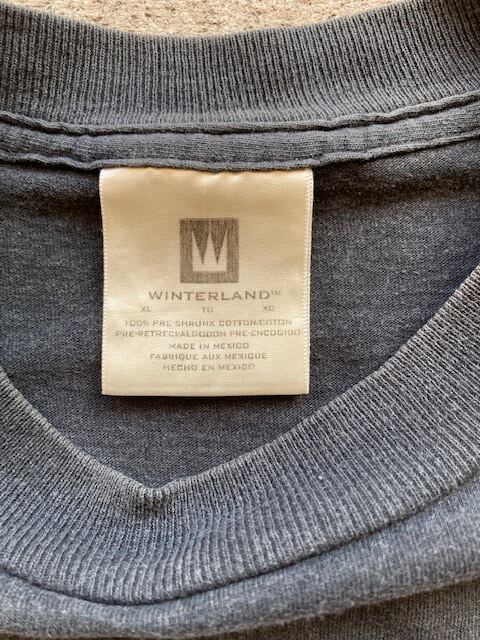 WINTERLAND™
XL TG XG
100% PRE-SHRUNK COTTON/COTON
PRE-RETRECI/ALGODON PRE-ENCOGIDO
MADE IN MEXICO
FABRIQUE AUX MEXIQUE
HECHO EN MEXICO